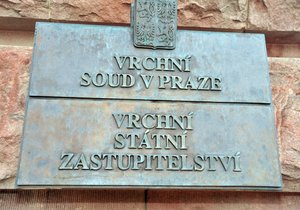 VRCHNÍ
SOUD V PRAZE
VRCHNÍ
STÁTNÍ
ZASTUPITELSTVÍ